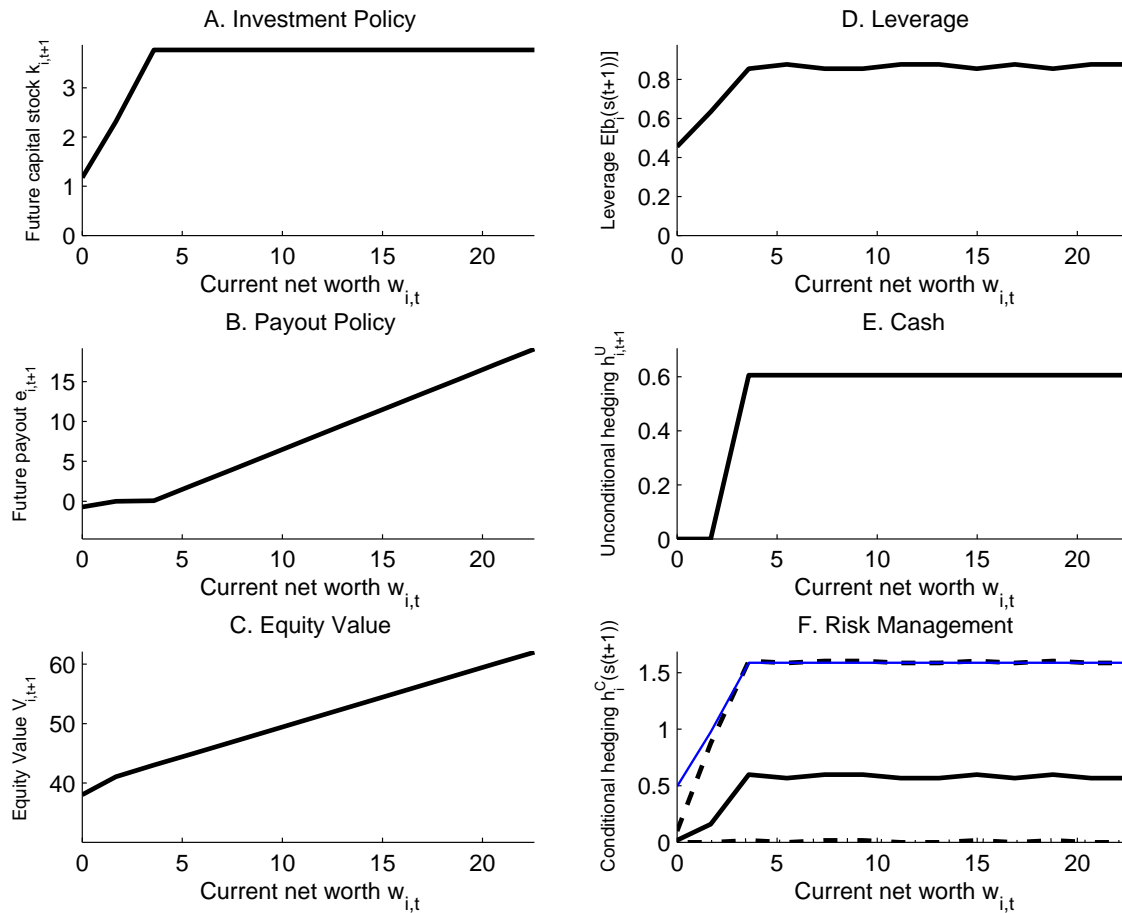 A. Investment Policy
Future capital stock k_{i,t+1}
3
2
1
0
0 5 10 15 20
Current net worth w_{i,t}
D. Leverage
Leverage E[b_i(s(t+1))]
0.8
0.6
0.4
0.2
0
0 5 10 15 20
Current net worth w_{i,t}
B. Payout Policy
Future payout e_{i,t+1}
15
10
5
0
0 5 10 15 20
Current net worth w_{i,t}
E. Cash
Unconditional hedging h^U_{i,t+1}
0.6
0.4
0.2
0
0 5 10 15 20
Current net worth w_{i,t}
C. Equity Value
Equity Value V_{i,t+1}
60
50
40
0 5 10 15 20
Current net worth w_{i,t}
F. Risk Management
Conditional hedging h^C_i(s(t+1))
1.5
1
0.5
0
0 5 10 15 20
Current net worth w_{i,t}